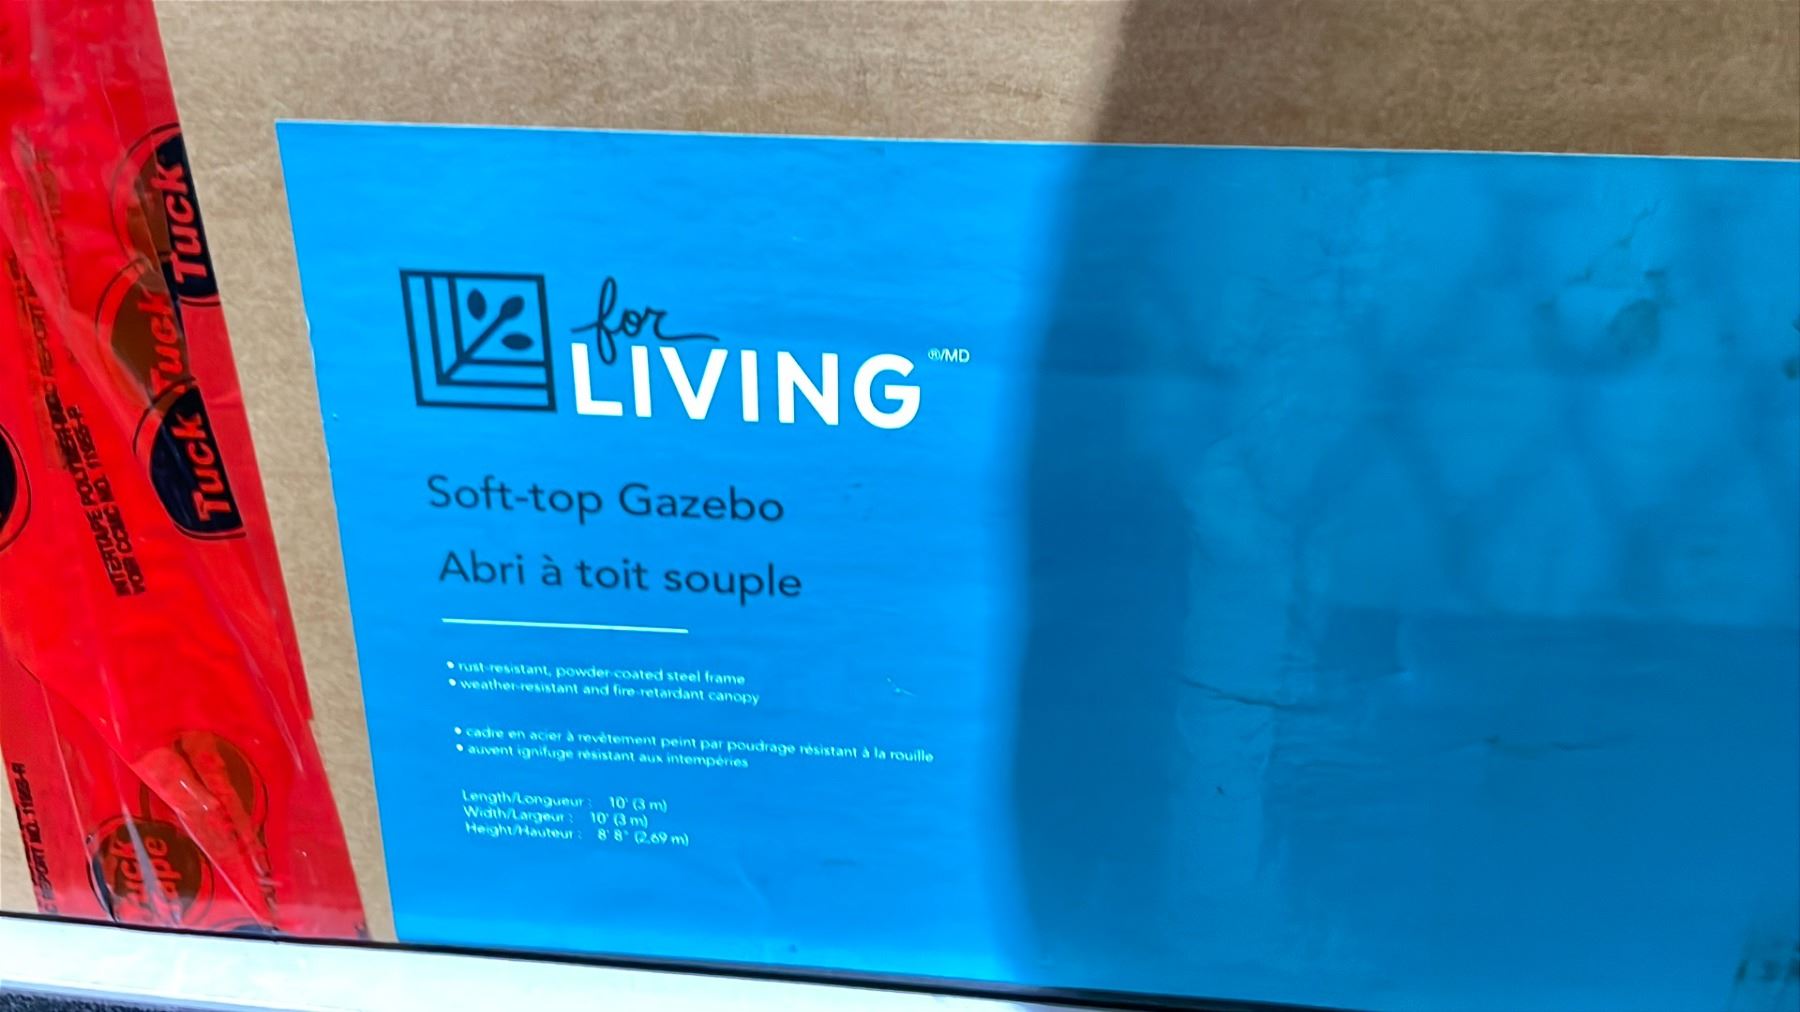 for
LIVING ®/MD
Soft-top Gazebo
Abri à toit souple
• rust-resistant, powder-coated steel frame
• weather-resistant and fire-retardant canopy
• cadre en acier à revêtement peint par poudrage résistant à la rouille
• auvent ignifuge résistant aux intempéries
Length/Longueur : 10' (3 m)
Width/Largeur : 10' (3 m)
Height/Hauteur : 8' 8" (2,69 m)
Tuck
Tuck
Tuck